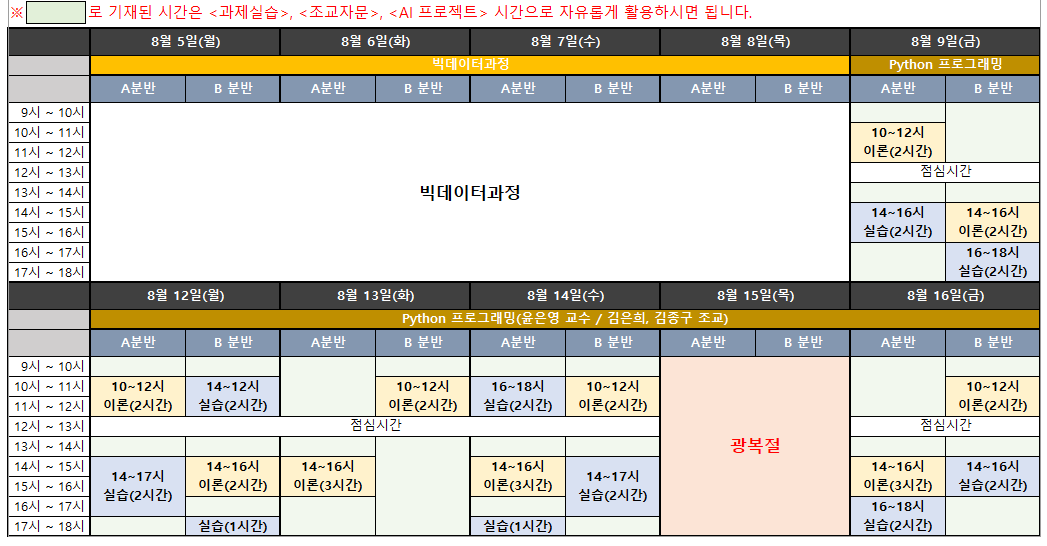 ※ 로 기재된 시간은 <과제실습>, <조교자문>, <AI 프로젝트> 시간으로 자유롭게 활용하시면 됩니다.
8월 5일(월) 8월 6일(화) 8월 7일(수) 8월 8일(목) 8월 9일(금)
빅데이터과정 Python 프로그래밍
A분반 B 분반 A분반 B 분반 A분반 B 분반 A분반 B 분반 A분반 B 분반
9시 ~ 10시
10시 ~ 11시 10~12시
11시 ~ 12시 이론(2시간)
12시 ~ 13시 점심시간
빅데이터과정
13시 ~ 14시
14시 ~ 15시 14~16시 14~16시
15시 ~ 16시 실습(2시간) 이론(2시간)
16시 ~ 17시 16~18시
17시 ~ 18시 실습(2시간)
8월 12일(월) 8월 13일(화) 8월 14일(수) 8월 15일(목) 8월 16일(금)
Python 프로그래밍(윤은영 교수 / 김은희, 김종구 조교)
A분반 B 분반 A분반 B 분반 A분반 B 분반 A분반 B 분반 A분반 B 분반
9시 ~ 10시
10시 ~ 11시 10~12시 14~12시 10~12시 16~18시 10~12시 10~12시
11시 ~ 12시 이론(2시간) 실습(2시간) 이론(2시간) 실습(2시간) 이론(2시간) 이론(2시간)
12시 ~ 13시 점심시간 점심시간
13시 ~ 14시 광복절
14시 ~ 15시 14~17시 14~16시 14~16시 14~16시 14~17시 14~16시 14~16시
15시 ~ 16시 실습(2시간) 이론(2시간) 이론(3시간) 이론(3시간) 실습(2시간) 이론(3시간) 실습(2시간)
16시 ~ 17시 16~18시
17시 ~ 18시 실습(1시간) 실습(1시간) 실습(2시간)